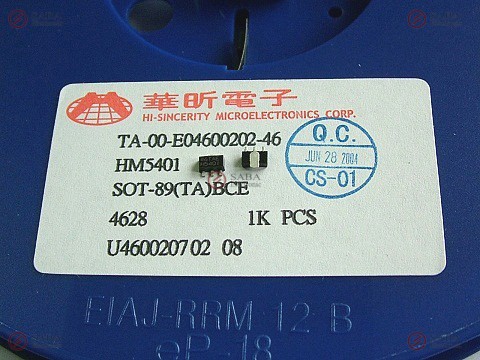 華昕電子
HI-SINCERITY MICROELECTRONICS CORP.
TA-00-E04600202-46
Q.C.
JUN 28 2004
CS-01
HM5401
SOT-89(TA)BCE
4628 1K PCS
U460020702 08
EIAJ-RRM-12-B
SABA